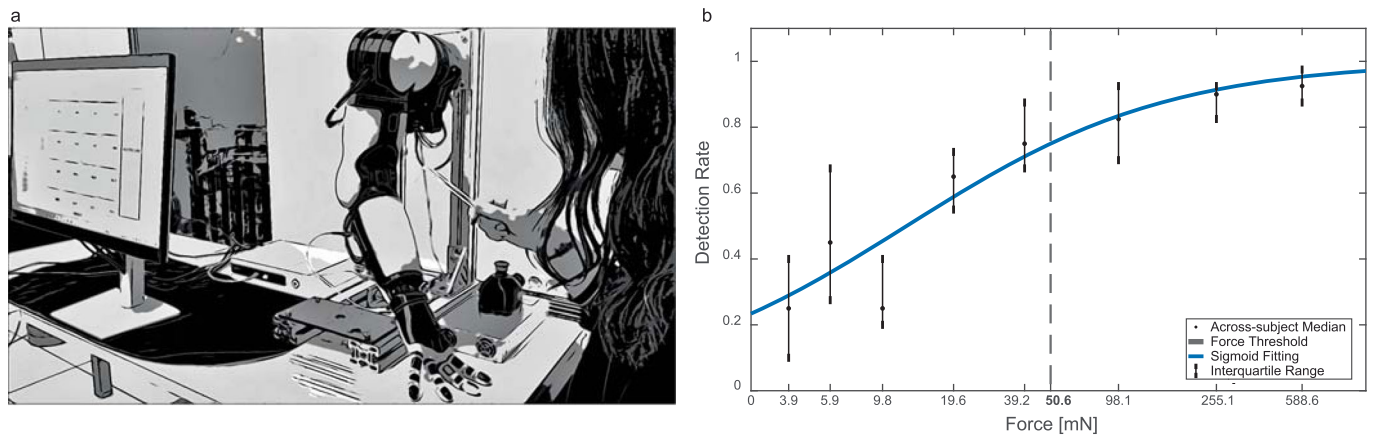 a
b
1
0.8
0.6
0.4
0.2
0
Detection Rate
Across-subject Median
Force Threshold
Sigmoid Fitting
Interquartile Range
0 3.9 5.9 9.8 19.6 39.2 50.6 98.1 255.1 588.6
Force [mN]